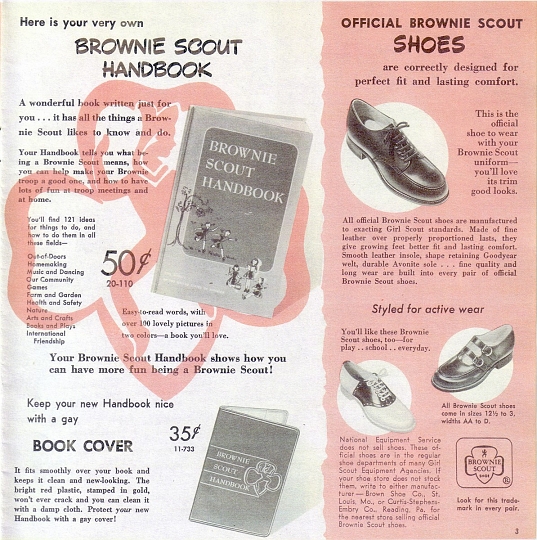 Here is your very own
BROWNIE SCOUT
HANDBOOK
A wonderful book written just for
you . . . it has all the things a Brow-
nie Scout likes to know and do.
Your Handbook tells you what be-
ing a Brownie Scout means, how
you can help make your Brownie
troop a good one, and how to have
lots of fun at troop meetings and
at home.
You'll find 121 ideas
for things to do, and
how to do them in all
these fields—
Out-of-Doors
Homemaking
Music and Dancing
Our Community
Games
Farm and Garden
Health and Safety
Nature
Arts and Crafts
Books and Plays
International
Friendship
50¢
20-110
BROWNIE
SCOUT
HANDBOOK
Easy-to-read words, with
over 100 lovely pictures in
two colors—a book you'll love.
Your Brownie Scout Handbook shows how you
can have more fun being a Brownie Scout!
Keep your new Handbook nice
with a gay
BOOK COVER
35¢
11-733
It fits smoothly over your book and
keeps it clean and new-looking. The
bright red plastic, stamped in gold,
won't ever crack and you can clean it
with a damp cloth. Protect your new
Handbook with a gay cover!
BROWNIE
SCOUT
HANDBOOK
OFFICIAL BROWNIE SCOUT
SHOES
are correctly designed for
perfect fit and lasting comfort.
This is the
official
shoe to wear
with your
Brownie Scout
uniform—
you'll love
its trim
good looks.
All official Brownie Scout shoes are manufactured
to exacting Girl Scout standards. Made of fine
leather over properly proportioned lasts, they
give growing feet better fit and lasting comfort.
Smooth leather insole, shape retaining Goodyear
welt, durable Avonite sole . . . fine quality and
long wear are built into every pair of official
Brownie Scout shoes.
Styled for active wear
You'll like these Brownie
Scout shoes, too—for
play . . school . . everyday.
All Brownie Scout shoes
come in sizes 12½ to 3,
widths AA to D.
National Equipment Service
does not sell shoes. These of-
ficial shoes are in the regular
shoe departments of many Girl
Scout Equipment Agencies. If
your shoe store does not stock
them, write to either manufac-
turer—Brown Shoe Co., St.
Louis, Mo., or Curtis-Stephens-
Embry Co., Reading, Pa. for
the nearest store selling official
Brownie Scout shoes.
BROWNIE
SCOUT
SHOES
®
Look for this trade-
mark in every pair.
3